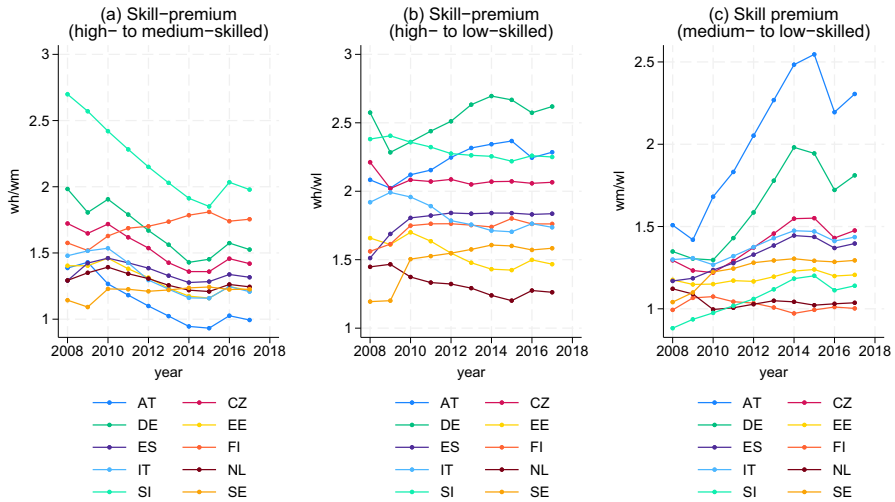 (a) Skill−premium
(high− to medium−skilled)
3
2.5
2
1.5
1
wh/wm
2008 2010 2012 2014 2016 2018
year
AT CZ
DE EE
ES FI
IT NL
SI SE
(b) Skill−premium
(high− to low−skilled)
3
2.5
2
1.5
1
wh/wl
2008 2010 2012 2014 2016 2018
year
AT CZ
DE EE
ES FI
IT NL
SI SE
(c) Skill premium
(medium− to low−skilled)
2.5
2
1.5
1
wm/wl
2008 2010 2012 2014 2016 2018
year
AT CZ
DE EE
ES FI
IT NL
SI SE